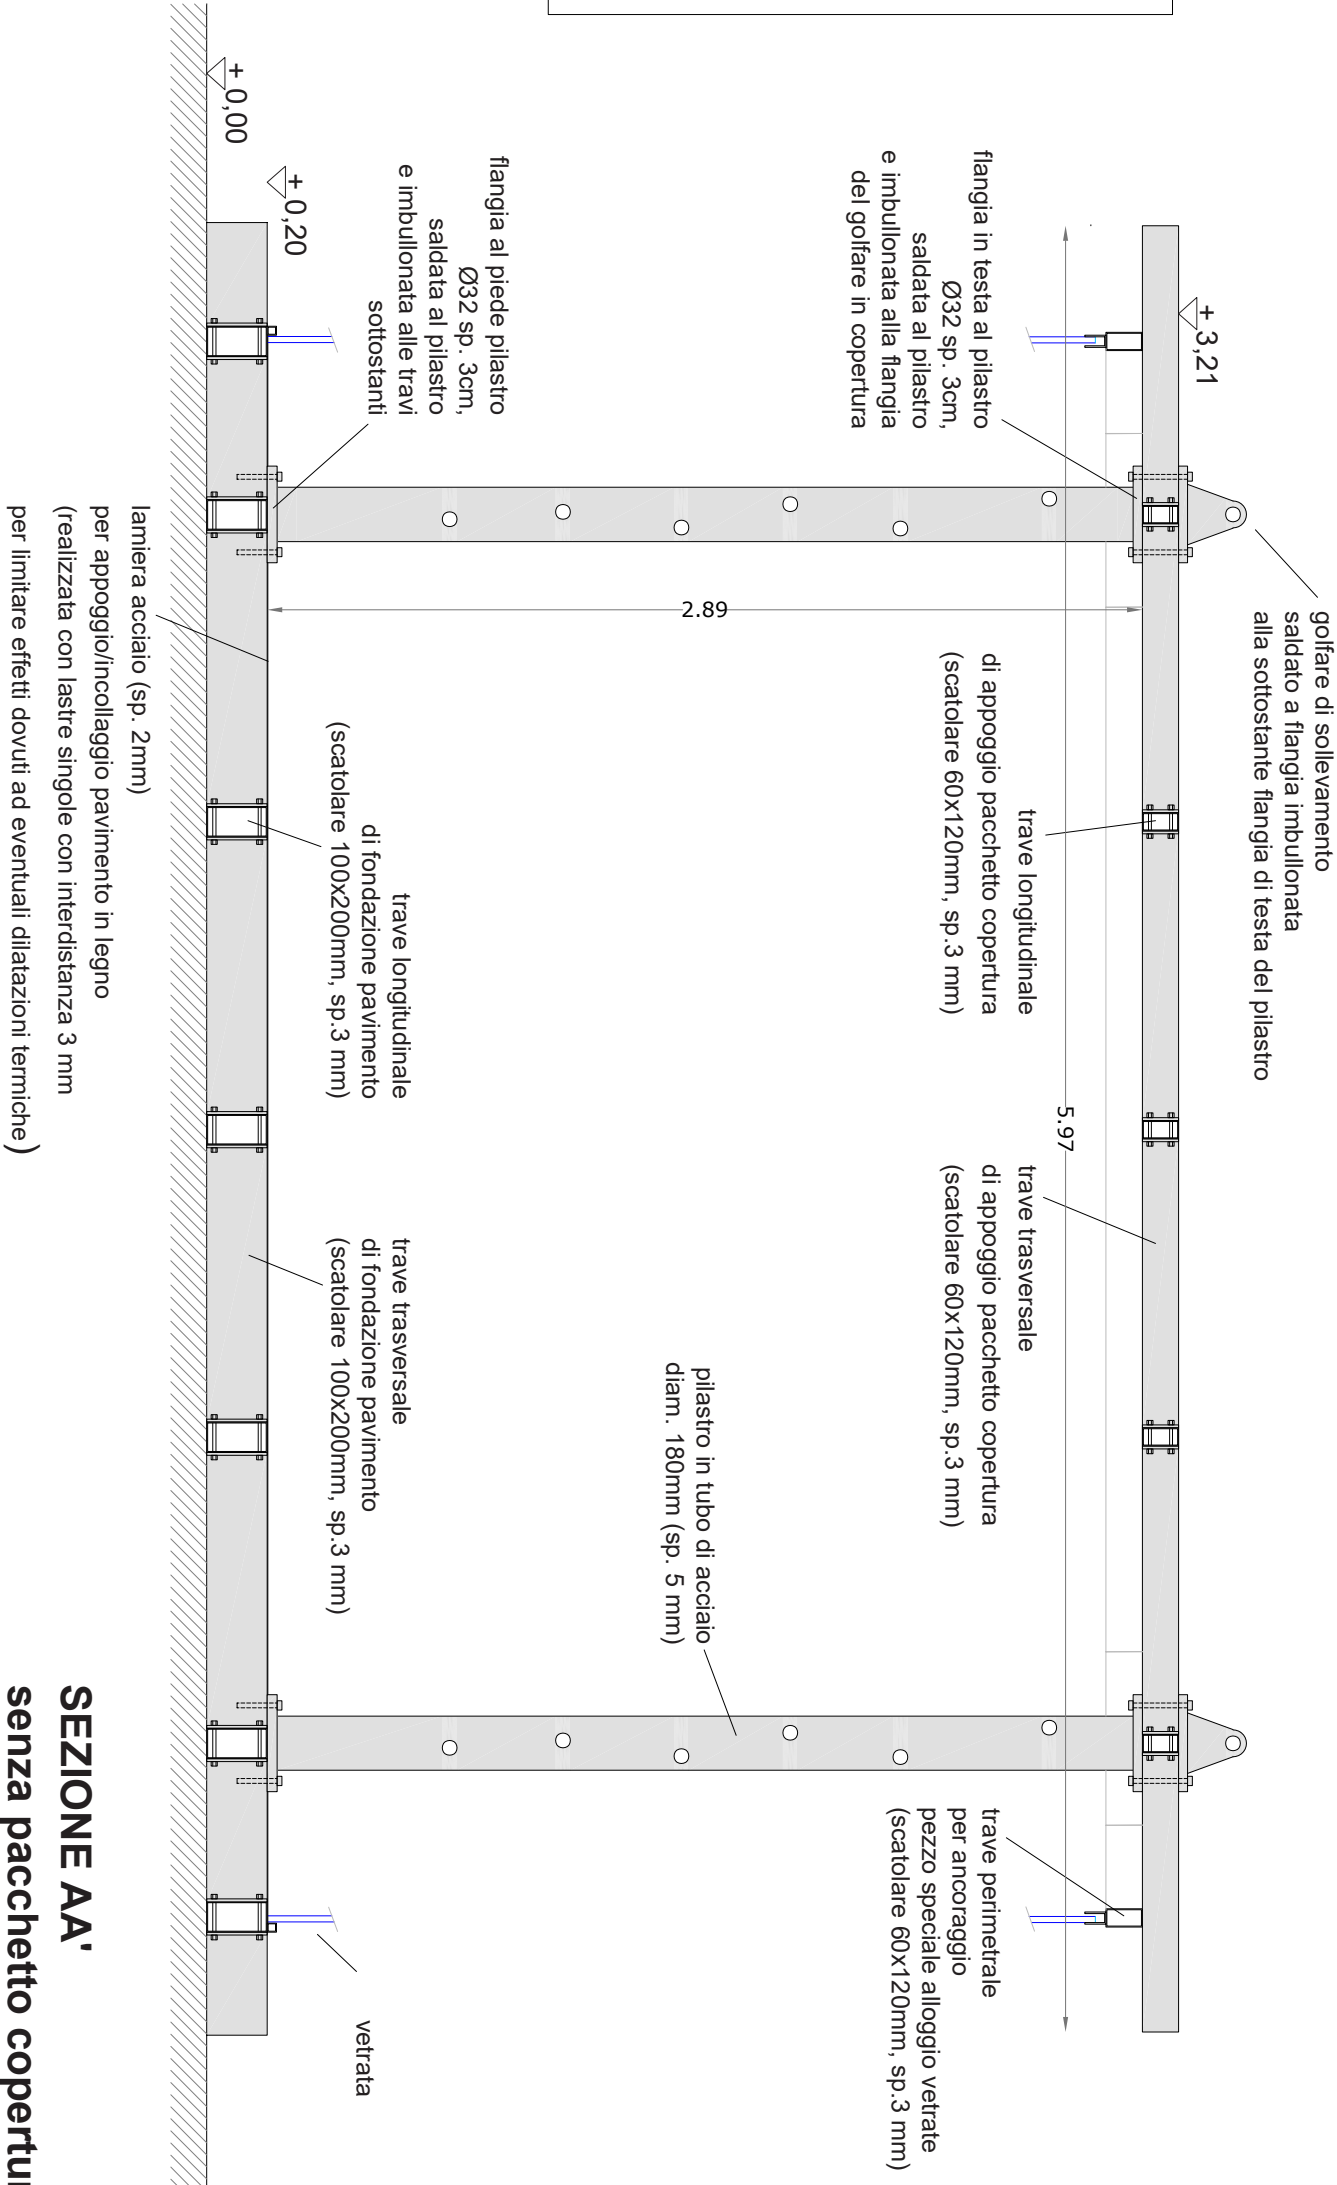 golfare di sollevamento
saldato a flangia imbullonata
alla sottostante flangia di testa del pilastro
+ 3,21
flangia in testa al pilastro
Ø32 sp. 3cm,
saldata al pilastro
e imbullonata alla flangia
del golfare in copertura
trave longitudinale
di appoggio pacchetto copertura
(scatolare 60x120mm, sp.3 mm)
trave trasversale
di appoggio pacchetto copertura
(scatolare 60x120mm, sp.3 mm)
trave perimetrale
per ancoraggio
pezzo speciale alloggio vetrate
(scatolare 60x120mm, sp.3 mm)
5.97
2.89
pilastro in tubo di acciaio
diam. 180mm (sp. 5 mm)
flangia al piede pilastro
Ø32 sp. 3cm,
saldata al pilastro
e imbullonata alle travi
sottostanti
trave longitudinale
di fondazione pavimento
(scatolare 100x200mm, sp.3 mm)
trave trasversale
di fondazione pavimento
(scatolare 100x200mm, sp.3 mm)
vetrata
+ 0,20
+ 0,00
lamiera acciaio (sp. 2mm)
per appoggio/incollaggio pavimento in legno
(realizzata con lastre singole con interdistanza 3 mm
per limitare effetti dovuti ad eventuali dilatazioni termiche )
SEZIONE AA'
senza pacchetto